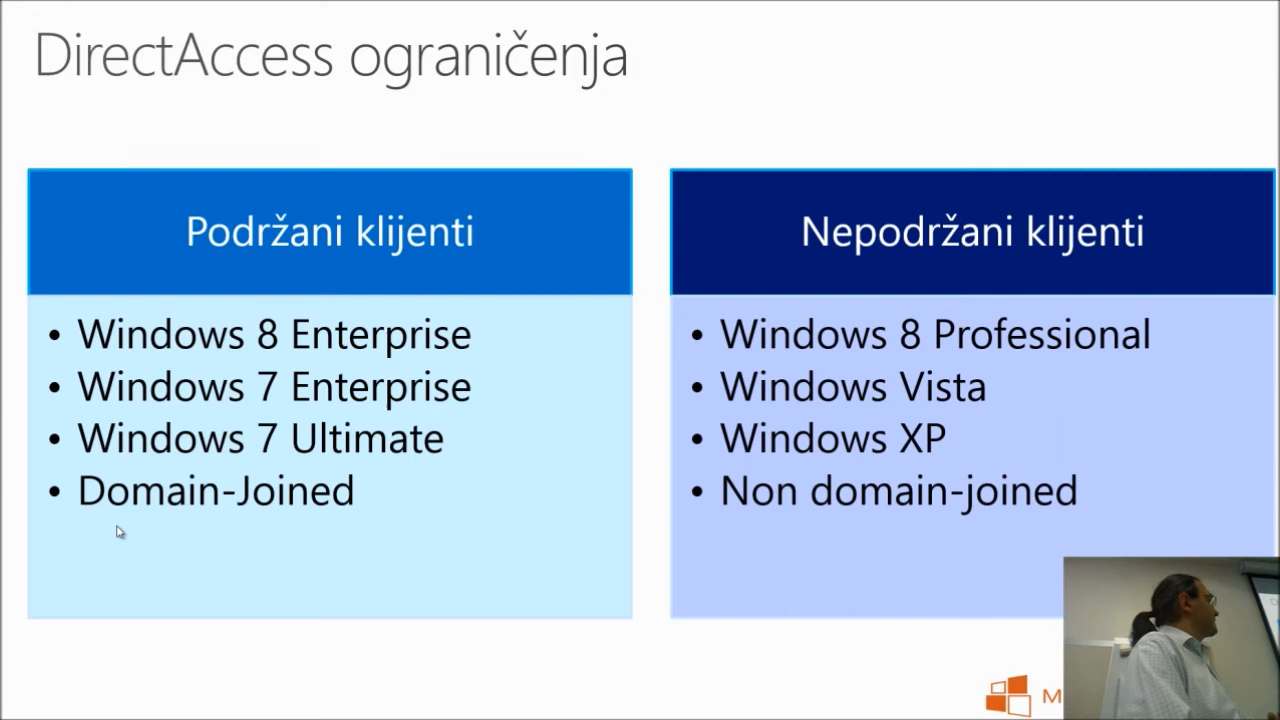 DirectAccess ograničenja
Podržani klijenti
• Windows 8 Enterprise
• Windows 7 Enterprise
• Windows 7 Ultimate
• Domain-Joined
Nepodržani klijenti
• Windows 8 Professional
• Windows Vista
• Windows XP
• Non domain-joined